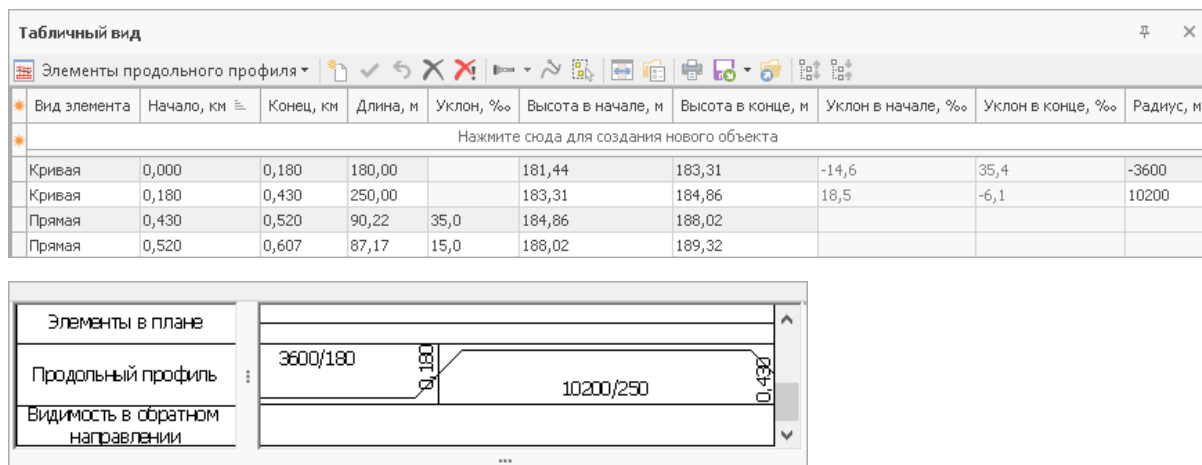 Табличный вид
Элементы продольного профиля
Вид элемента Начало, км Конец, км Длина, м Уклон, ‰ Высота в начале, м Высота в конце, м Уклон в начале, ‰ Уклон в конце, ‰ Радиус, м
Нажмите сюда для создания нового объекта
Кривая 0,000 0,180 180,00 181,44 183,31 -14,6 35,4 -3600
Кривая 0,180 0,430 250,00 183,31 184,86 18,5 -6,1 10200
Прямая 0,430 0,520 90,22 35,0 184,86 188,02
Прямая 0,520 0,607 87,17 15,0 188,02 189,32
Элементы в плане
Продольный профиль 3600/180 0,180 10200/250 0,430
Видимость в обратном
направлении